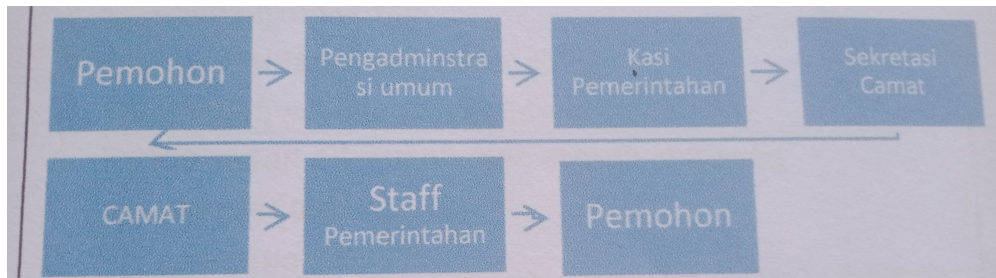 Pemohon
Pengadminstra
si umum
Kasi
Pemerintahan
Sekretasi
Camat
CAMAT
Staff
Pemerintahan
Pemohon